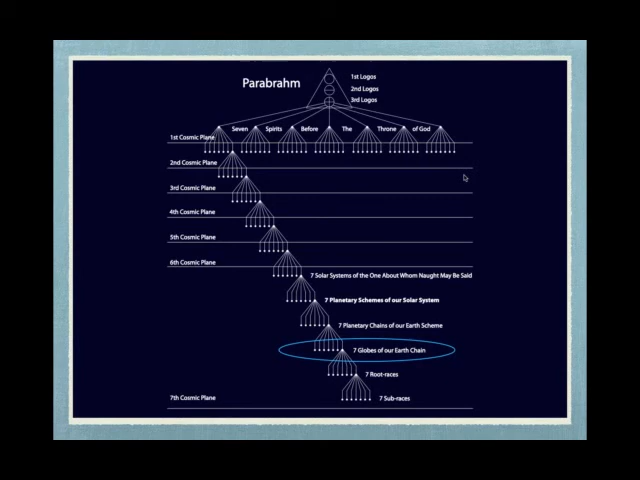 Parabrahm
1st Logos
2nd Logos
3rd Logos
Seven Spirits Before The Throne of God
1st Cosmic Plane
2nd Cosmic Plane
3rd Cosmic Plane
4th Cosmic Plane
5th Cosmic Plane
6th Cosmic Plane
7 Solar Systems of the One About Whom Naught May Be Said
7 Planetary Schemes of our Solar System
7 Planetary Chains of our Earth Scheme
7 Globes of our Earth Chain
7 Root-races
7th Cosmic Plane
7 Sub-races